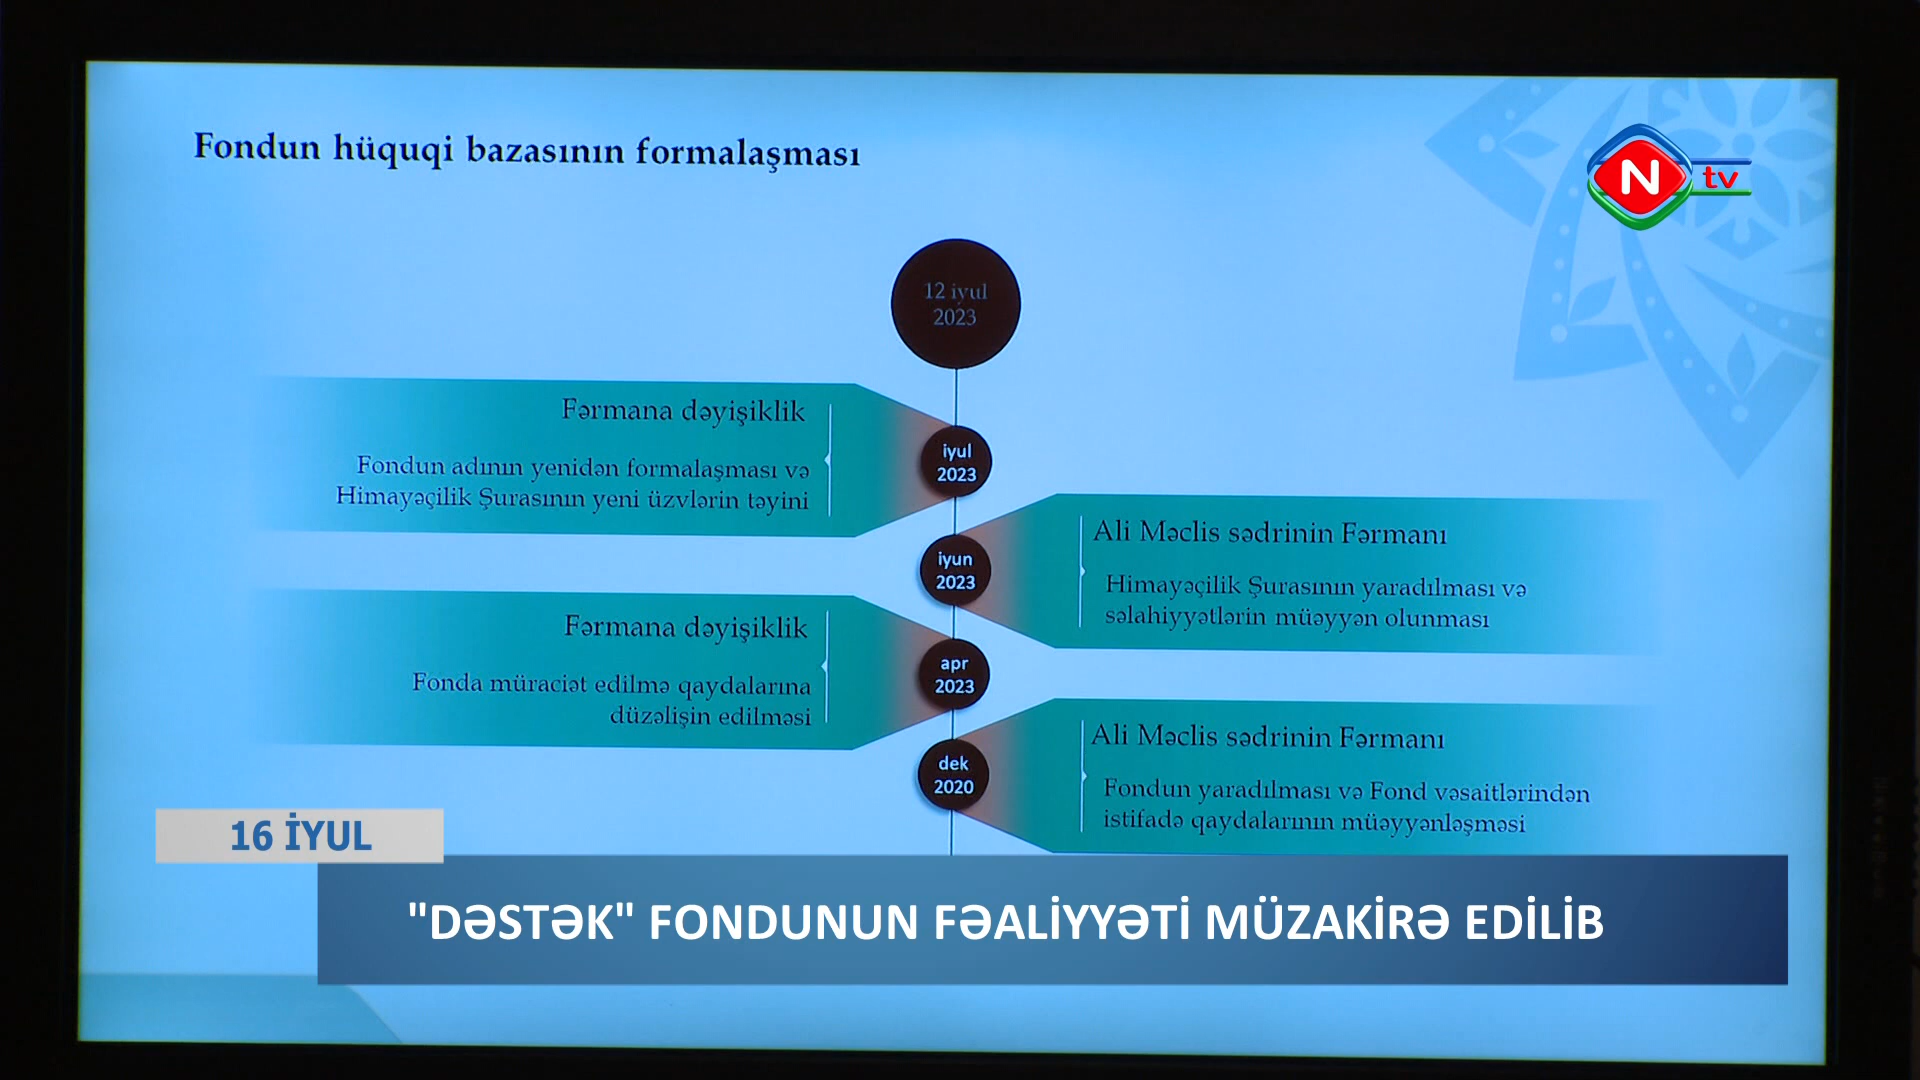 Fondun hüquqi bazasının formalaşması
N tv
12 iyul
2023
Fərmana dəyişiklik
Fondun adının yenidən formalaşması və
Himayəçilik Şurasının yeni üzvlərin təyini
iyul
2023
Ali Məclis sədrinin Fərmanı
Himayəçilik Şurasının yaradılması və
səlahiyyətlərin müəyyən olunması
iyun
2023
Fərmana dəyişiklik
Fonda müraciət edilmə qaydalarına
düzəlişin edilməsi
apr
2023
Ali Məclis sədrinin Fərmanı
Fondun yaradılması və Fond vəsaitlərindən
istifadə qaydalarının müəyyənləşməsi
dek
2020
16 İYUL
"DƏSTƏK" FONDUNUN FƏALİYYƏTİ MÜZAKİRƏ EDİLİB